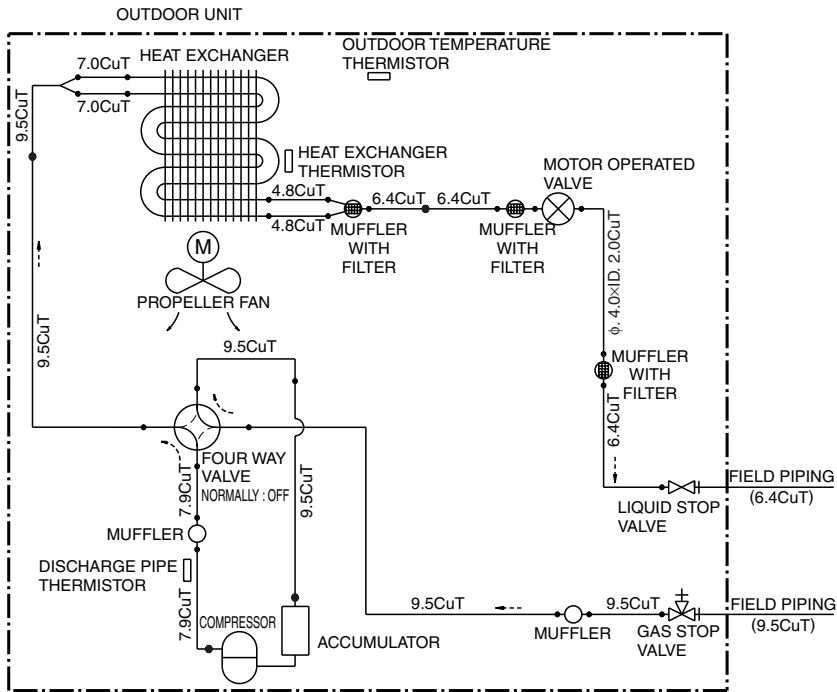 OUTDOOR UNIT
HEAT EXCHANGER
OUTDOOR TEMPERATURE
THERMISTOR
7.0CuT
7.0CuT
9.5CuT
HEAT EXCHANGER
THERMISTOR
MOTOR OPERATED
VALVE
4.8CuT
6.4CuT
6.4CuT
4.8CuT
MUFFLER
WITH
FILTER
MUFFLER
WITH
FILTER
M
PROPELLER FAN
ϕ. 4.0×ID. 2.0CuT
9.5CuT
9.5CuT
MUFFLER
WITH
FILTER
6.4CuT
FOUR WAY
VALVE
NORMALLY : OFF
7.9CuT
9.5CuT
FIELD PIPING
(6.4CuT)
LIQUID STOP
VALVE
MUFFLER
DISCHARGE PIPE
THERMISTOR
7.9CuT
COMPRESSOR
ACCUMULATOR
9.5CuT
9.5CuT
MUFFLER
GAS STOP
VALVE
FIELD PIPING
(9.5CuT)